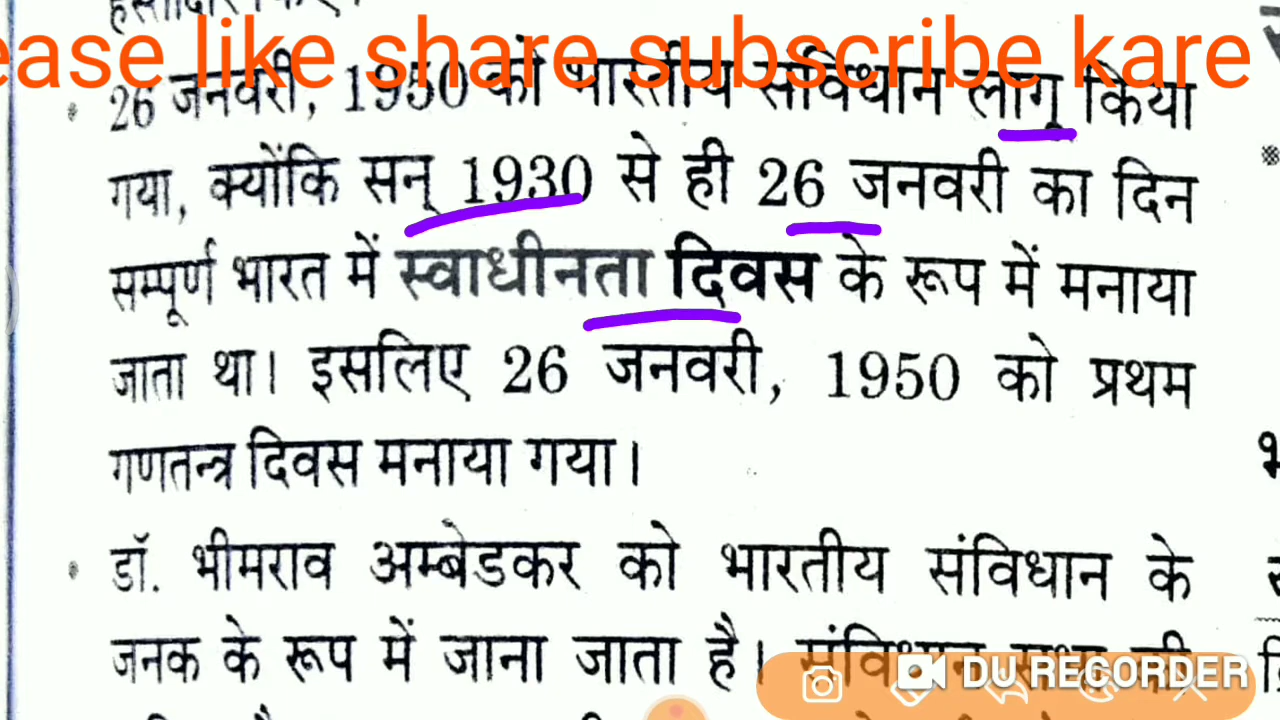 ease like share subscribe kare
26 जनवरी, 1950 को भारतीय संविधान लागू किया
गया, क्योंकि सन् 1930 से ही 26 जनवरी का दिन
सम्पूर्ण भारत में स्वाधीनता दिवस के रूप में मनाया
जाता था। इसलिए 26 जनवरी, 1950 को प्रथम
गणतन्त्र दिवस मनाया गया।
डॉ. भीमराव अम्बेडकर को भारतीय संविधान के
जनक के रूप में जाना जाता है। संविधान सभा की
DU RECORDER